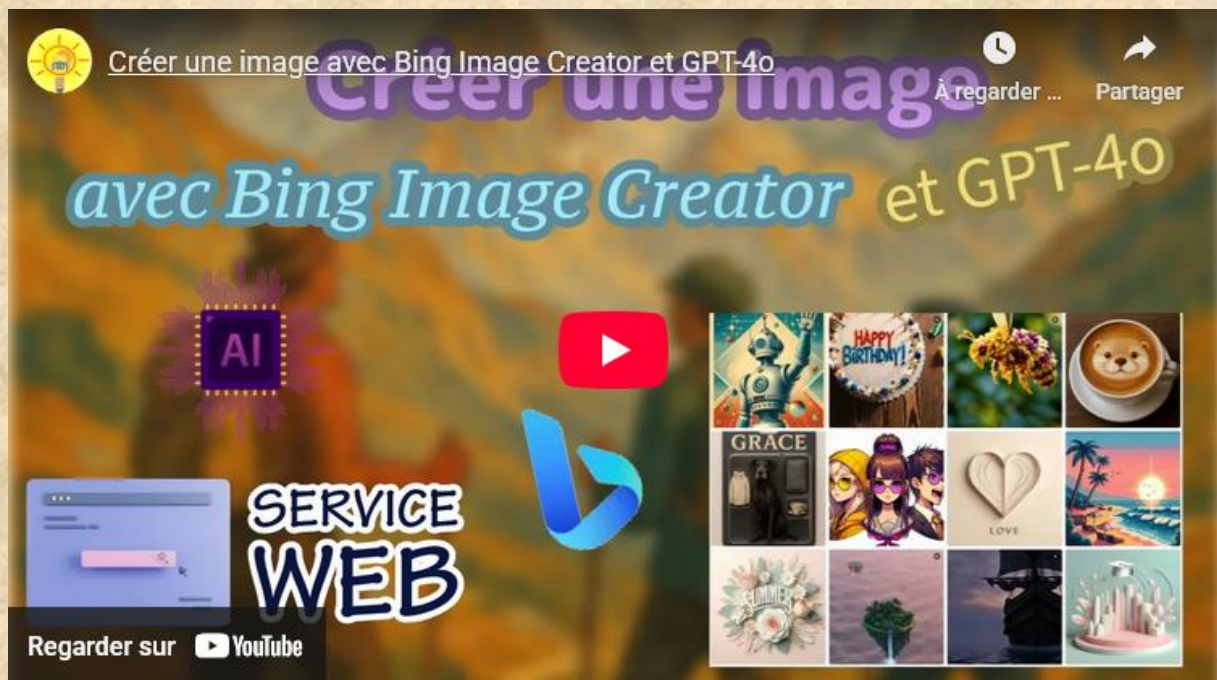 Créer une image avec Bing Image Creator et GPT-4o
À regarder ...
Partager
Créer une image
avec Bing Image Creator
et GPT-4o
AI
HAPPY
BIRTHDAY!
GRACE
LOVE
SUMMER
SERVICE
WEB
Regarder sur YouTube